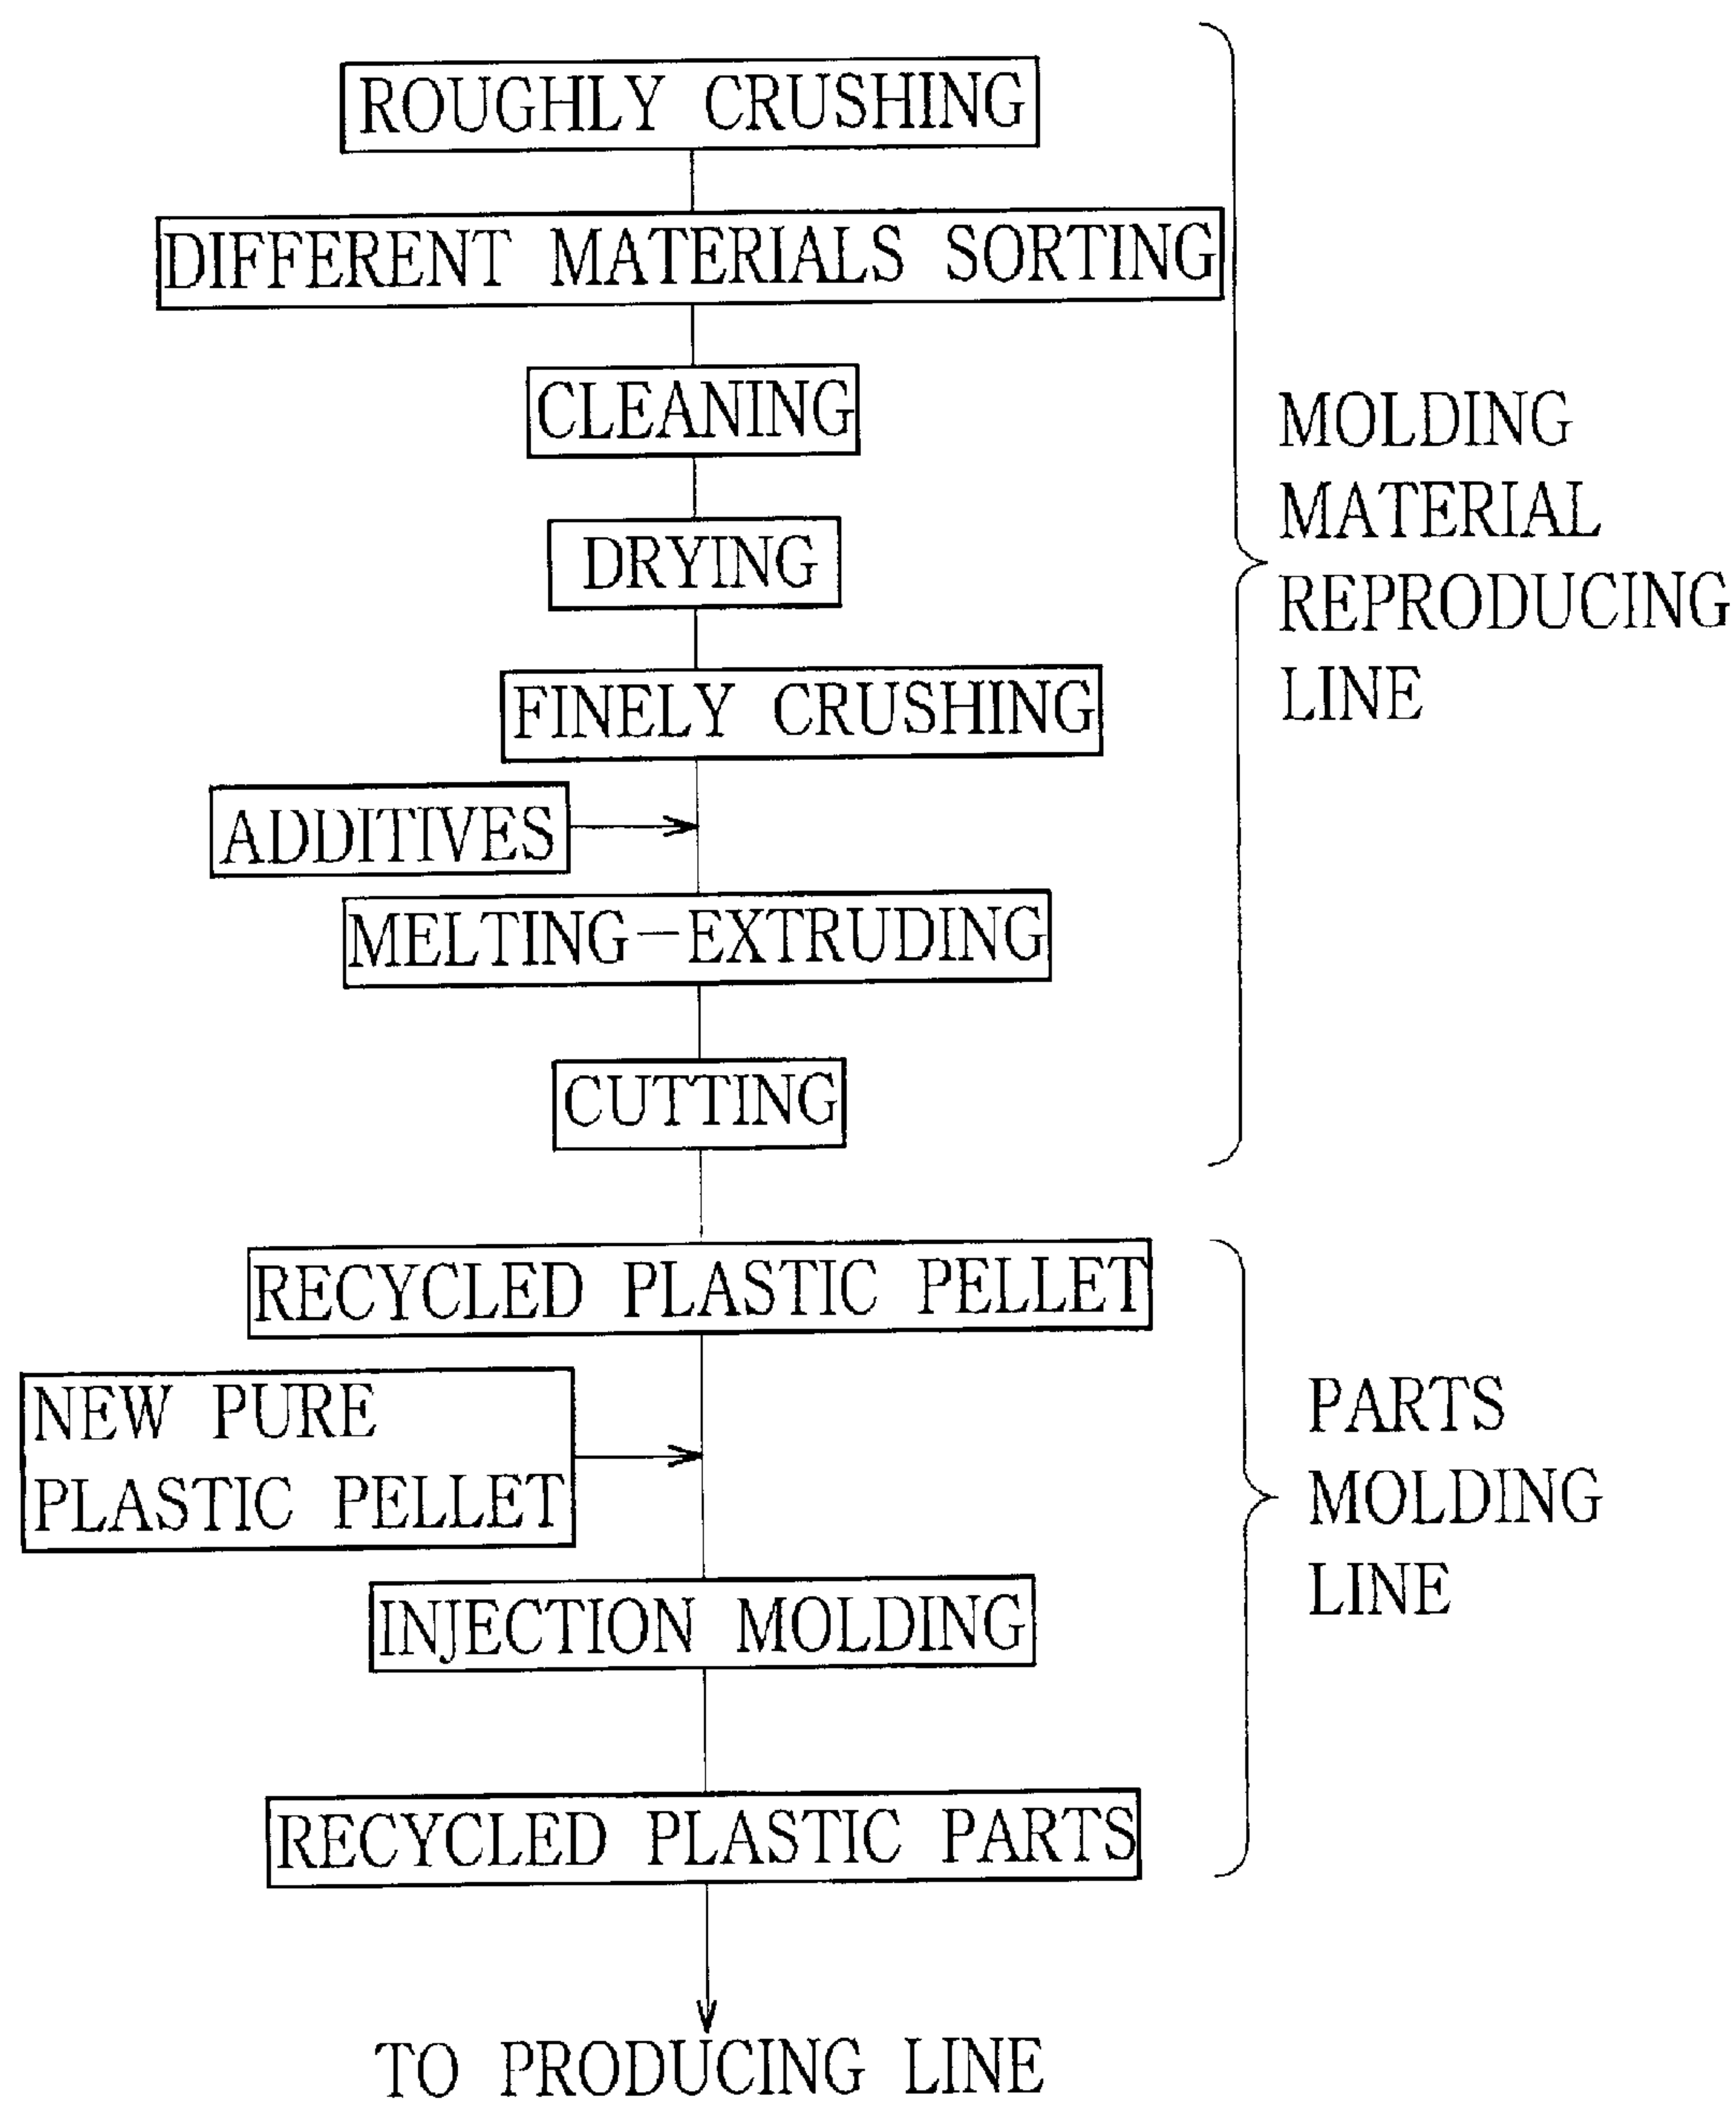 ROUGHLY CRUSHING
DIFFERENT MATERIALS SORTING
CLEANING
DRYING
FINELY CRUSHING
ADDITIVES
MELTING—EXTRUDING
CUTTING
MOLDING
MATERIAL
REPRODUCING
LINE
RECYCLED PLASTIC PELLET
NEW PURE
PLASTIC PELLET
INJECTION MOLDING
RECYCLED PLASTIC PARTS
PARTS
MOLDING
LINE
TO PRODUCING LINE